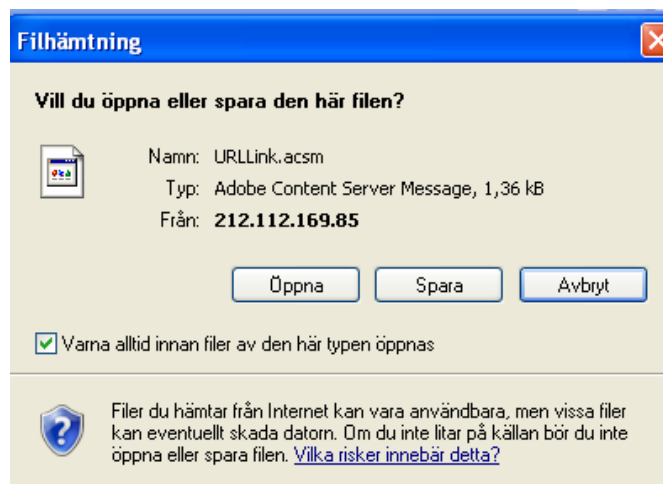 Filhämtning
Vill du öppna eller spara den här filen?
Namn: URLLink.acsm
Typ: Adobe Content Server Message, 1,36 kB
Från: 212.112.169.85
Öppna Spara Avbryt
Varna alltid innan filer av den här typen öppnas
Filer du hämtar från Internet kan vara användbara, men vissa filer
kan eventuellt skada datorn. Om du inte litar på källan bör du inte
öppna eller spara filen. Vilka risker innebär detta?